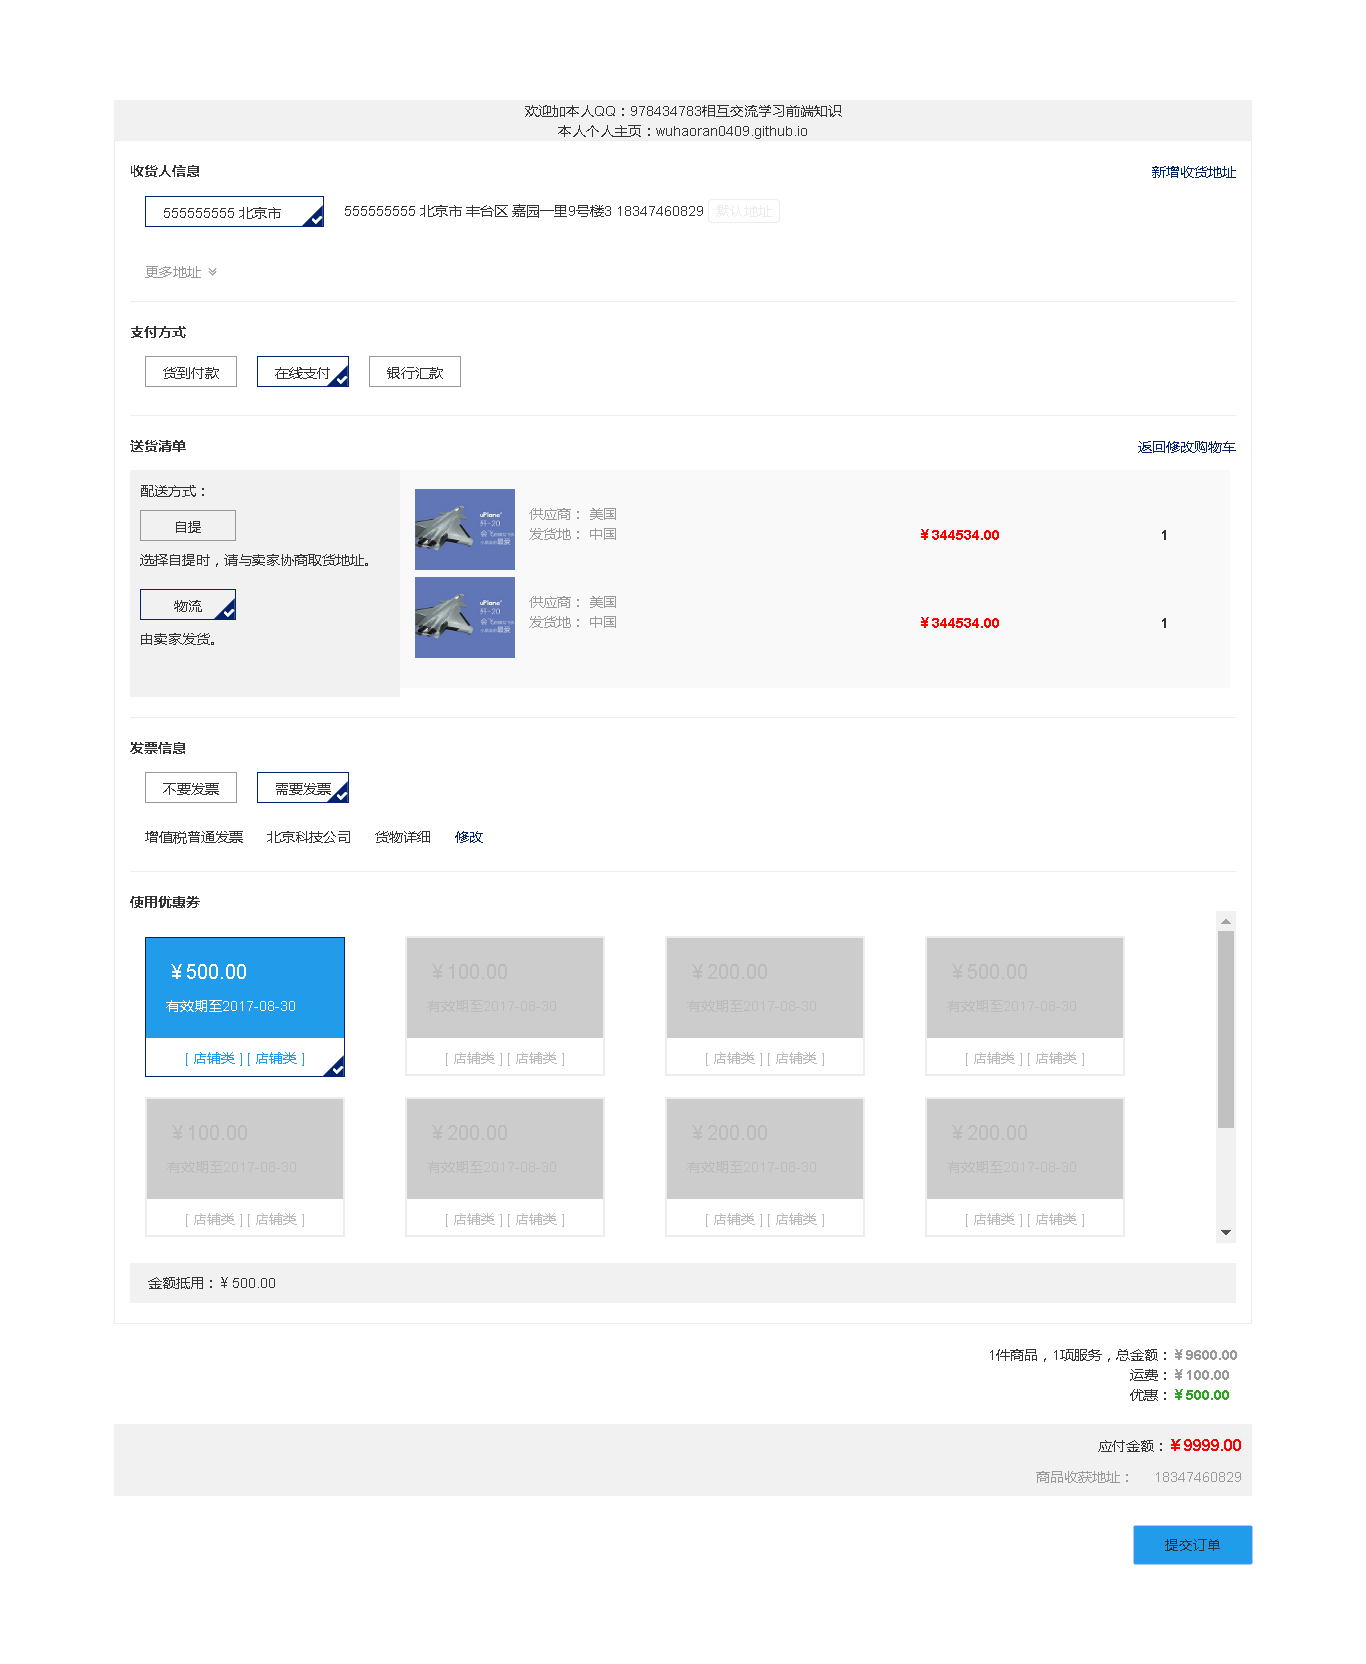 欢迎加本人QQ：978434783相互交流学习前端知识
本人个人主页：wuhaoran0409.github.io
收货人信息
新增收货地址
555555555 北京市
555555555 北京市 丰台区 嘉园一里9号楼3 18347460829 默认地址
更多地址
支付方式
货到付款
在线支付
银行汇款
送货清单
返回修改购物车
配送方式：
自提
选择自提时，请与卖家协商取货地址。
物流
由卖家发货。
uPlane
歼-20
供应商： 美国
发货地： 中国
￥344534.00
1
uPlane
歼-20
供应商： 美国
发货地： 中国
￥344534.00
1
发票信息
不要发票
需要发票
增值税普通发票 北京科技公司 货物详细 修改
使用优惠券
￥500.00
有效期至2017-08-30
[ 店铺类 ] [ 店铺类 ]
￥100.00
有效期至2017-08-30
[ 店铺类 ] [ 店铺类 ]
￥200.00
有效期至2017-08-30
[ 店铺类 ] [ 店铺类 ]
￥500.00
有效期至2017-08-30
[ 店铺类 ] [ 店铺类 ]
￥100.00
有效期至2017-08-30
[ 店铺类 ] [ 店铺类 ]
￥200.00
有效期至2017-08-30
[ 店铺类 ] [ 店铺类 ]
￥200.00
有效期至2017-08-30
[ 店铺类 ] [ 店铺类 ]
￥200.00
有效期至2017-08-30
[ 店铺类 ] [ 店铺类 ]
金额抵用：￥500.00
1件商品，1项服务，总金额：￥9600.00
运费：￥100.00
优惠：￥500.00
应付金额：￥9999.00
商品收获地址： 18347460829
提交订单